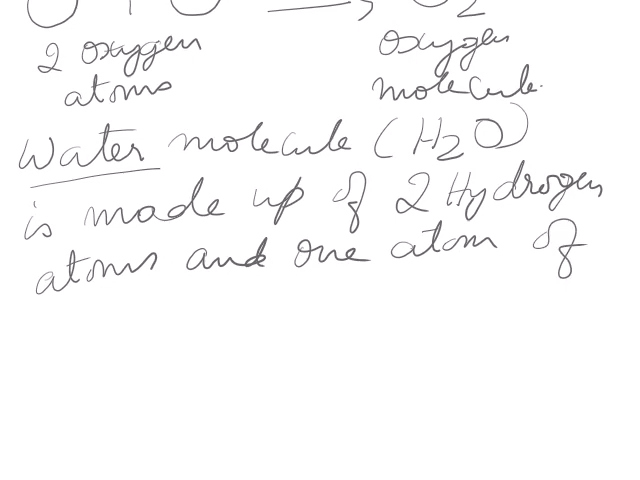 O + O → O2
2 oxygen oxygen
atoms molecule.
Water molecule (H2O)
is made up of 2 Hydrogen
atoms and one atom of